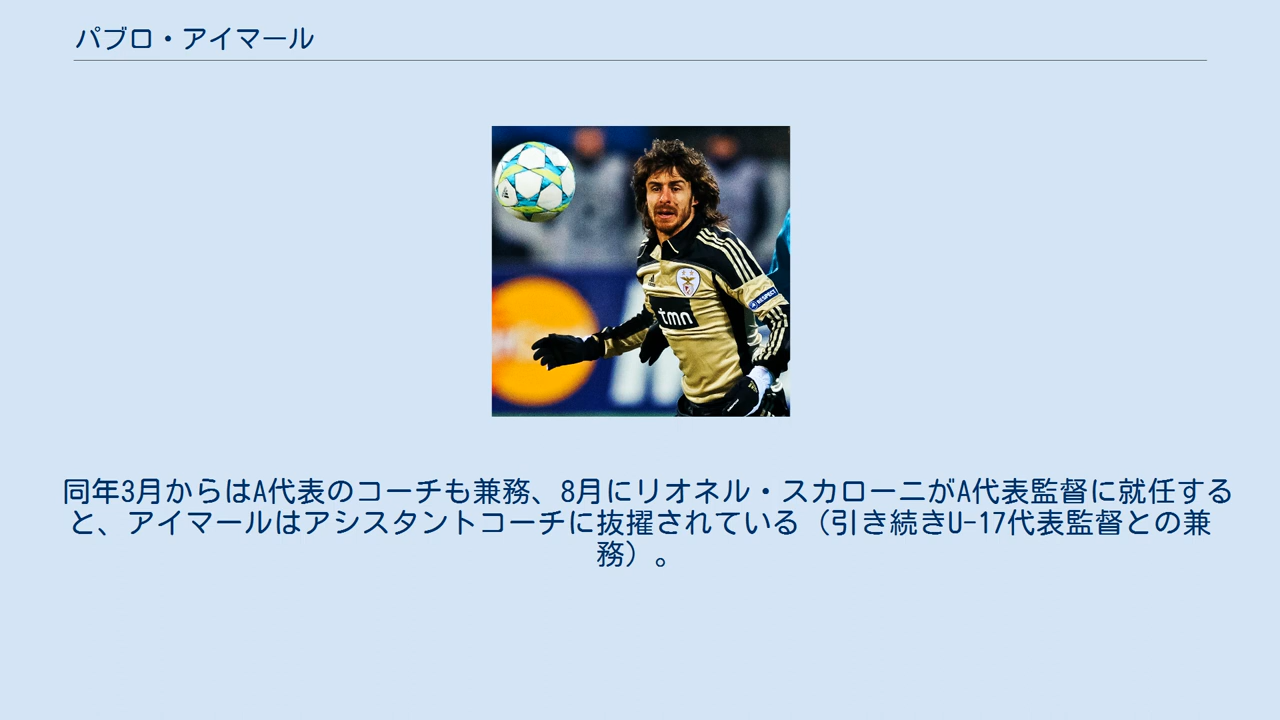 パブロ・アイマール
RESPECT
tmn
同年3月からはA代表のコーチも兼務、8月にリオネル・スカローニがA代表監督に就任する
と、アイマールはアシスタントコーチに抜擢されている（引き続きU-17代表監督との兼
務）。